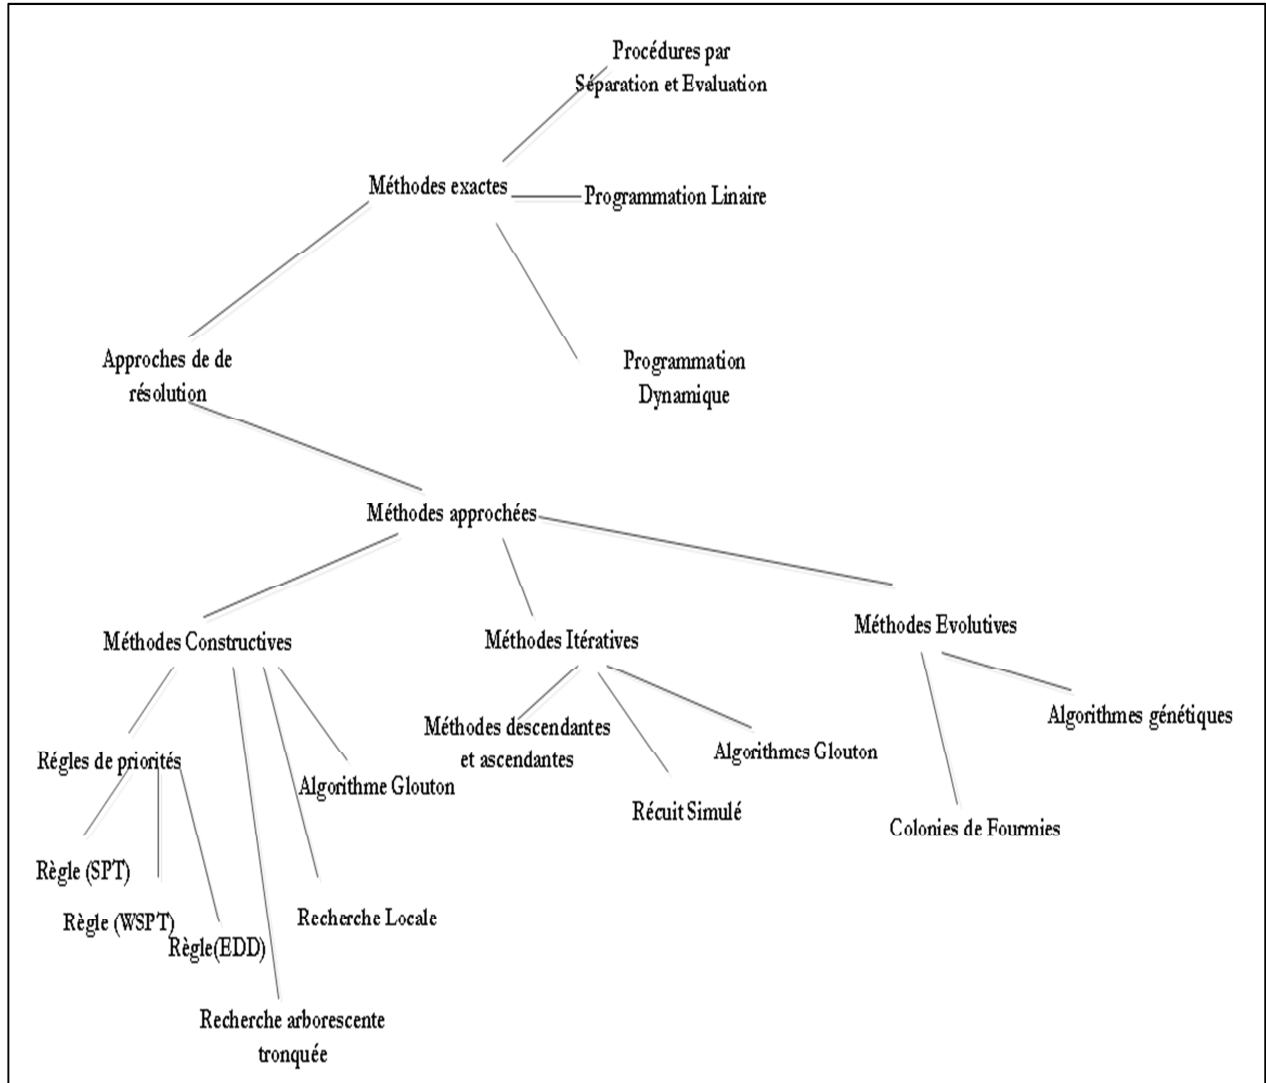 Procédures par
Séparation et Evaluation
Méthodes exactes
Programmation Linaire
Approches de de
résolution
Programmation
Dynamique
Méthodes approchées
Méthodes Constructives
Méthodes Itératives
Méthodes Evolutives
Régles de priorités
Algorithme Glouton
Méthodes descendantes
et ascendantes
Algorithmes Glouton
Algorithmes génétiques
Récuit Simulé
Colonies de Fourmies
Règle (SPT)
Règle (WSPT)
Règle(EDD)
Recherche Locale
Recherche arborescente
tronquée